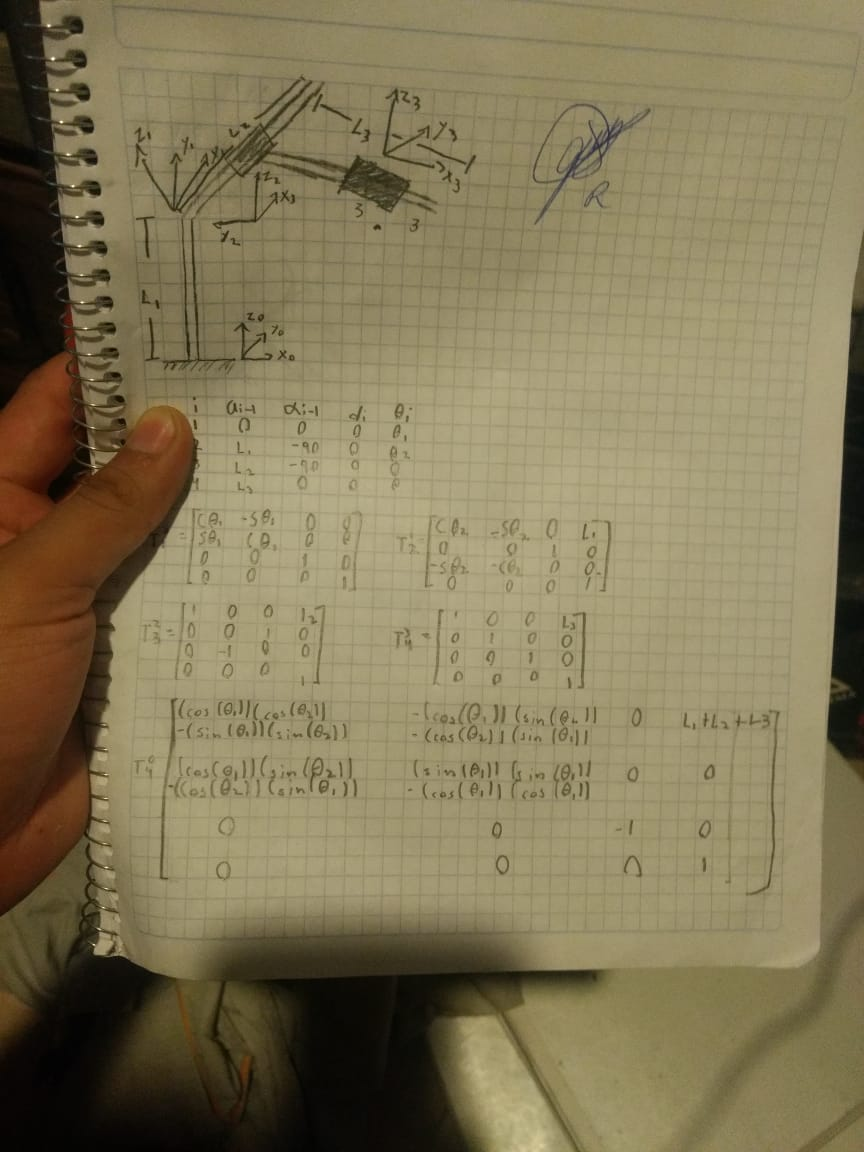 Z₃
Z₁ Y₁ L₂ L₃ Y₃
X₃
Z₂
X₃
Y₂ 3 3
R
L₁
Z₀
Y₀
X₀
i aᵢ₋₁ αᵢ₋₁ dᵢ θᵢ
1 0 0 0 θ₁
L₁ -90 0 θ₂
L₂ -90 0 0
L₃ 0 0
= [Cθ₁ -Sθ₁ 0 0
Sθ₁ Cθ₁ 0
0 0 1 0
0 0 0 1]
T¹₂ = [Cθ₂ -Sθ₂ 0 L₁
0 0 1 0
-Sθ₂ -Cθ₂ 0 0
0 0 0 1]
T²₃ = [1 0 0 L₂
0 0 1 0
0 -1 0 0
0 0 0 1]
T³₄ = [1 0 0 L₃
0 1 0 0
0 0 1 0
0 0 0 1]
T⁰₄ [(cos(θ₁))(cos(θ₂)) -(cos(θ₁))(sin(θ₂)) 0 L₁+L₂+L3
-(sin(θ₁))(sin(θ₂)) -(cos(θ₂))(sin(θ₁))
(cos(θ₁))(sin(θ₂)) (sin(θ₁))(sin(θ₁)) 0 0
-(cos(θ₂))(sin(θ₁)) -(cos(θ₁))(cos(θ₁))
0 0 -1 0
0 0 0 1]